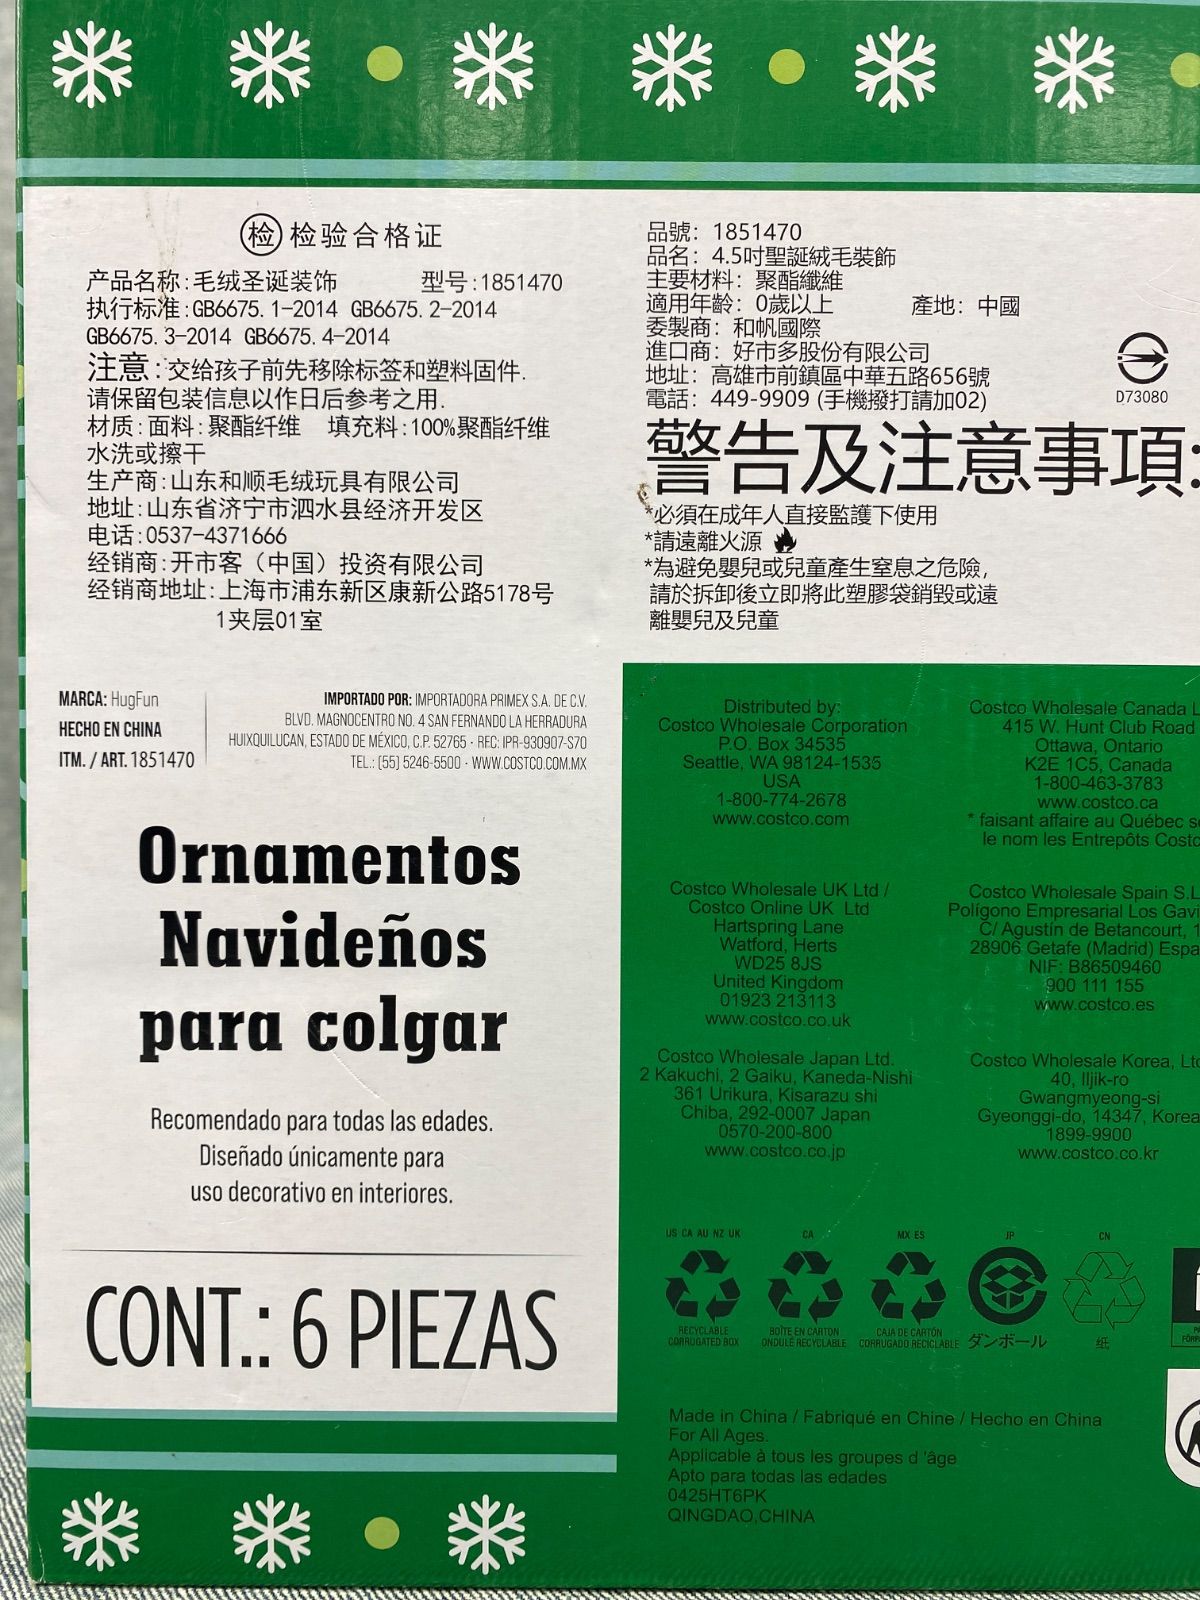 检 检验合格证
产品名称:毛绒圣诞装饰 型号:1851470
执行标准:GB6675.1-2014 GB6675.2-2014
GB6675.3-2014 GB6675.4-2014
注意:交给孩子前先移除标签和塑料固件.
请保留包装信息以作日后参考之用.
材质:面料:聚酯纤维 填充料:100%聚酯纤维
水洗或擦干
生产商:山东和顺毛绒玩具有限公司
地址:山东省济宁市泗水县经济开发区
电话:0537-4371666
经销商:开市客（中国）投资有限公司
经销商地址:上海市浦东新区康新公路5178号
1夹层01室
品號: 1851470
品名: 4.5吋聖誕絨毛裝飾
主要材料: 聚酯纖維
適用年齡: 0歲以上 產地: 中國
委製商: 和帆國際
進口商: 好市多股份有限公司
地址: 高雄市前鎮區中華五路656號
電話: 449-9909 (手機撥打請加02)
D73080
警告及注意事項:
*必須在成年人直接監護下使用
*請遠離火源
*為避免嬰兒或兒童產生窒息之危險,
請於拆卸後立即將此塑膠袋銷毀或遠
離嬰兒及兒童
MARCA: HugFun
HECHO EN CHINA
ITM. / ART. 1851470
IMPORTADO POR: IMPORTADORA PRIMEX S.A. DE C.V.
BLVD. MAGNOCENTRO NO. 4 SAN FERNANDO LA HERRADURA
HUIXQUILUCAN, ESTADO DE MÉXICO, C.P. 52765 · RFC: IPR-930907-S70
TEL.: (55) 5246-5500 · WWW.COSTCO.COM.MX
Ornamentos
Navideños
para colgar
Recomendado para todas las edades.
Diseñado únicamente para
uso decorativo en interiores.
CONT.: 6 PIEZAS
Distributed by:
Costco Wholesale Corporation
P.O. Box 34535
Seattle, WA 98124-1535
USA
1-800-774-2678
www.costco.com
Costco Wholesale Canada L
415 W. Hunt Club Road
Ottawa, Ontario
K2E 1C5, Canada
1-800-463-3783
www.costco.ca
* faisant affaire au Québec s
le nom les Entrepôts Costc
Costco Wholesale UK Ltd /
Costco Online UK Ltd
Hartspring Lane
Watford, Herts
WD25 8JS
United Kingdom
01923 213113
www.costco.co.uk
Costco Wholesale Spain S.L
Polígono Empresarial Los Gavi
C/ Agustín de Betancourt, 1
28906 Getafe (Madrid) Espa
NIF: B86509460
900 111 155
www.costco.es
Costco Wholesale Japan Ltd.
2 Kakuchi, 2 Gaiku, Kaneda-Nishi
361 Urikura, Kisarazu shi
Chiba, 292-0007 Japan
0570-200-800
www.costco.co.jp
Costco Wholesale Korea, Ltd
40, Iljik-ro
Gwangmyeong-si
Gyeonggi-do, 14347, Korea
1899-9900
www.costco.co.kr
US CA AU NZ UK
RECYCLABLE
CORRUGATED BOX
CA
BOÎTE EN CARTON
ONDULÉ RECYCLABLE
MX ES
CAJA DE CARTÓN
CORRUGADO RECICLABLE
JP
ダンボール
CN
纸
Made in China / Fabriqué en Chine / Hecho en China
For All Ages.
Applicable à tous les groupes d 'âge
Apto para todas las edades
0425HT6PK
QINGDAO,CHINA